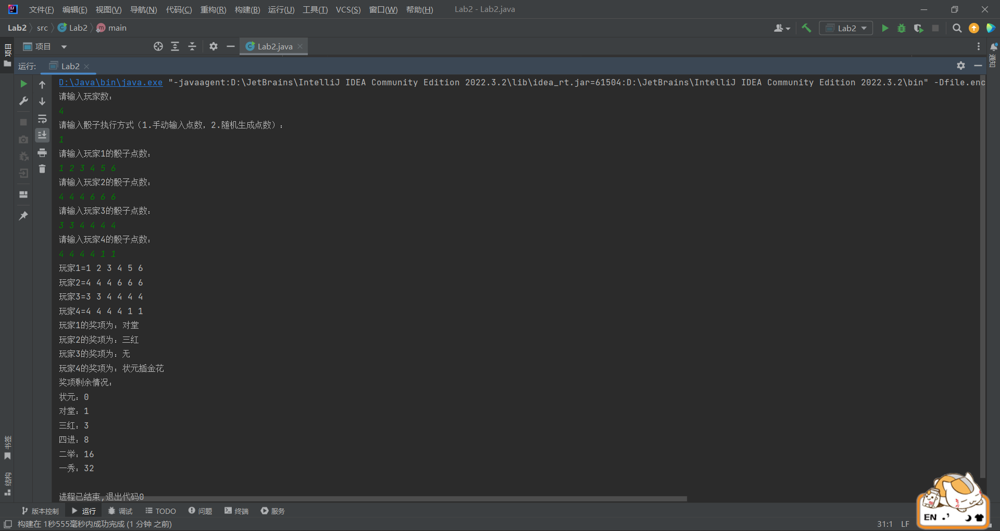 文件(F) 编辑(E) 视图(V) 导航(N) 代码(C) 重构(R) 构建(B) 运行(U) 工具(T) VCS(S) 窗口(W) 帮助(H) Lab2 - Lab2.java
Lab2 src Lab2 main Lab2
项目 Lab2.java
项目
通知
运行: Lab2
D:\Java\bin\java.exe "-javaagent:D:\JetBrains\IntelliJ IDEA Community Edition 2022.3.2\lib\idea_rt.jar=61504:D:\JetBrains\IntelliJ IDEA Community Edition 2022.3.2\bin" -Dfile.enc
请输入玩家数：
4
请输入骰子执行方式（1.手动输入点数，2.随机生成点数）：
1
请输入玩家1的骰子点数：
1 2 3 4 5 6
请输入玩家2的骰子点数：
4 4 4 6 6 6
请输入玩家3的骰子点数：
3 3 4 4 4 4
请输入玩家4的骰子点数：
4 4 4 4 1 1
玩家1=1 2 3 4 5 6
玩家2=4 4 4 6 6 6
玩家3=3 3 4 4 4 4
玩家4=4 4 4 4 1 1
玩家1的奖项为：对堂
玩家2的奖项为：三红
玩家3的奖项为：无
玩家4的奖项为：状元插金花
奖项剩余情况：
状元：0
对堂：1
三红：3
四进：8
二举：16
一秀：32
进程已结束,退出代码0
书签
结构
版本控制 运行 调试 TODO 问题 终端 服务
构建在 1秒555毫秒内成功完成 (1 分钟 之前) 31:1 LF
EN